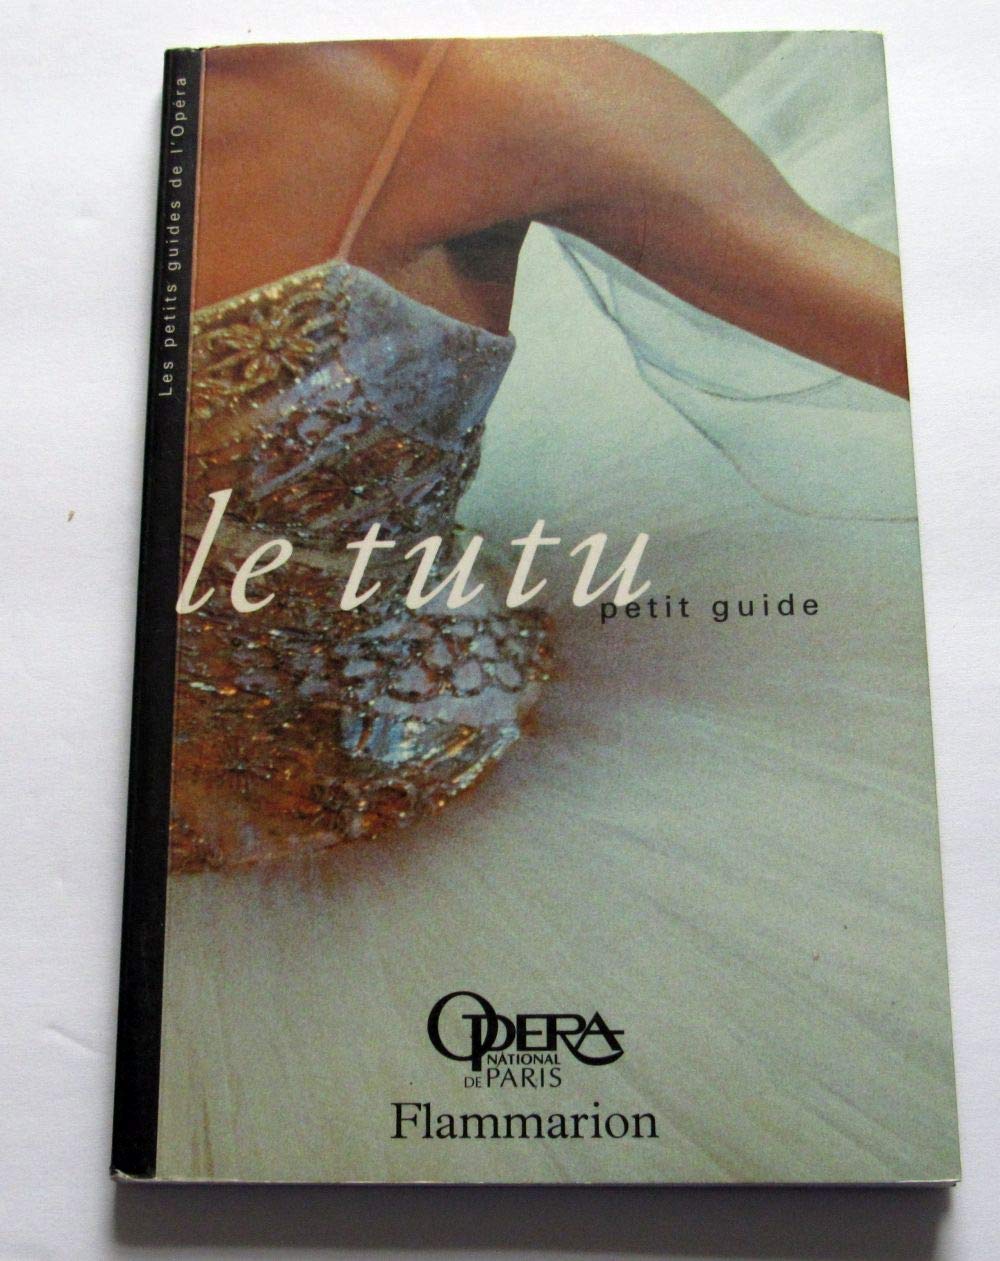 Les petits guides de l'Opéra
le tutu
petit guide
OPERA
NATIONAL
DE PARIS
Flammarion